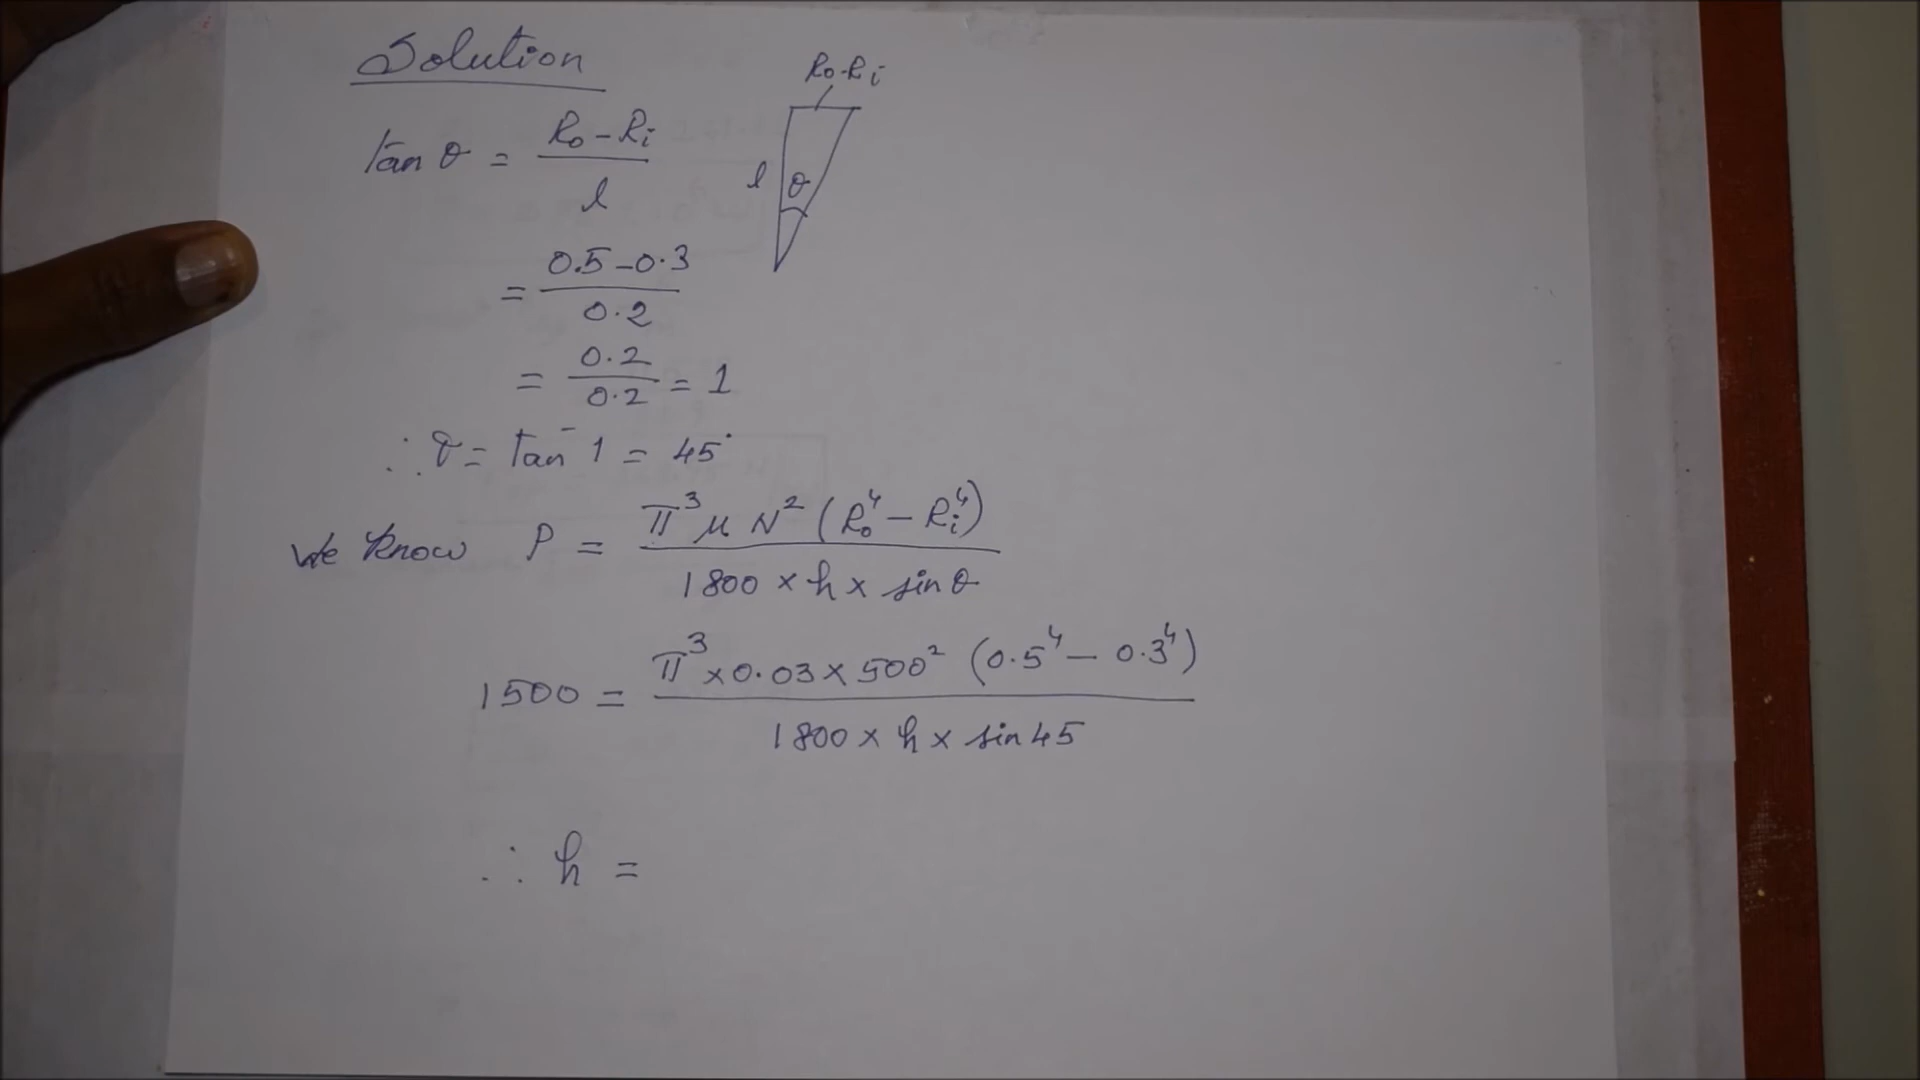 Solution
Ro-Ri
tan θ = Ro - Ri / l
l θ
= 0.5 - 0.3 / 0.2
= 0.2 / 0.2 = 1
∴ θ = tan⁻ 1 = 45°
We know P = π³ μ N² (Ro⁴ - Ri⁴) / 1800 × h × sin θ
1500 = π³ × 0.03 × 500² (0.5⁴ - 0.3⁴) / 1800 × h × sin 45
∴ h =